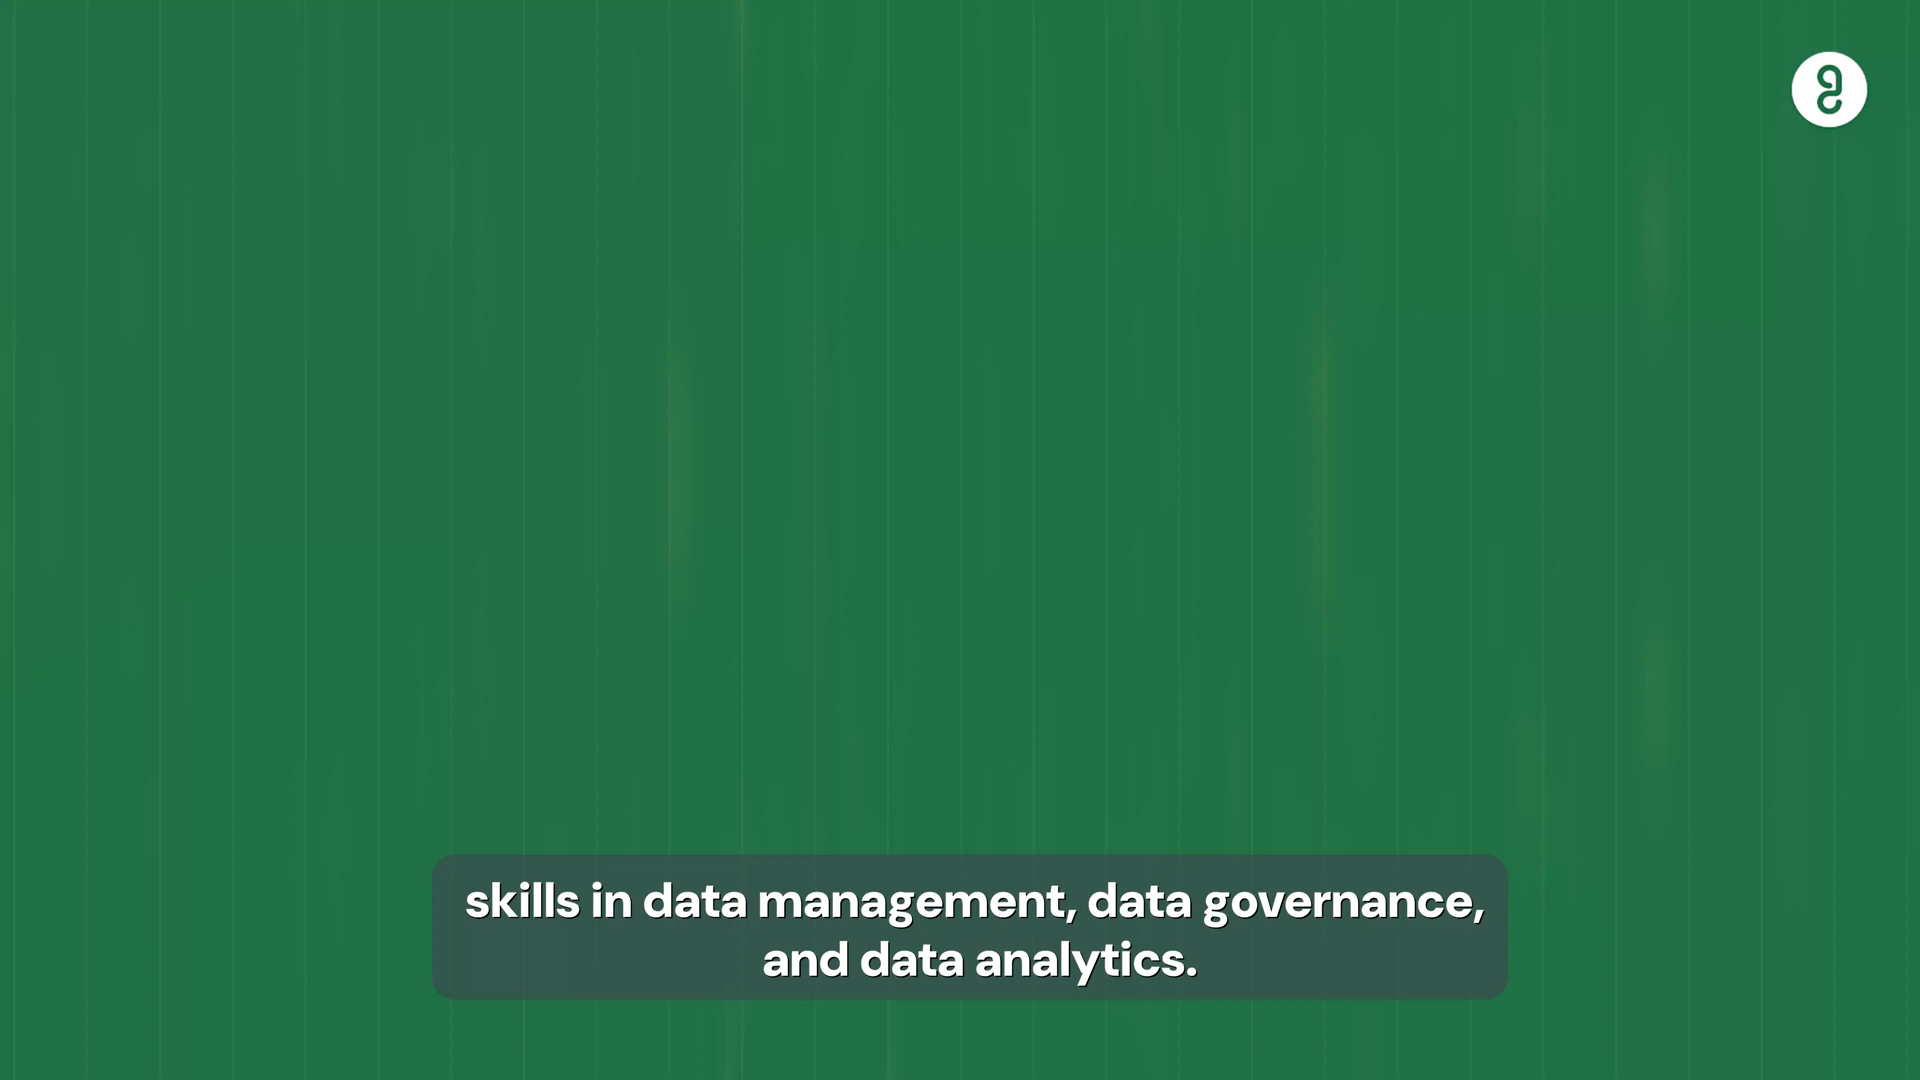 skills in data management, data governance,
and data analytics.